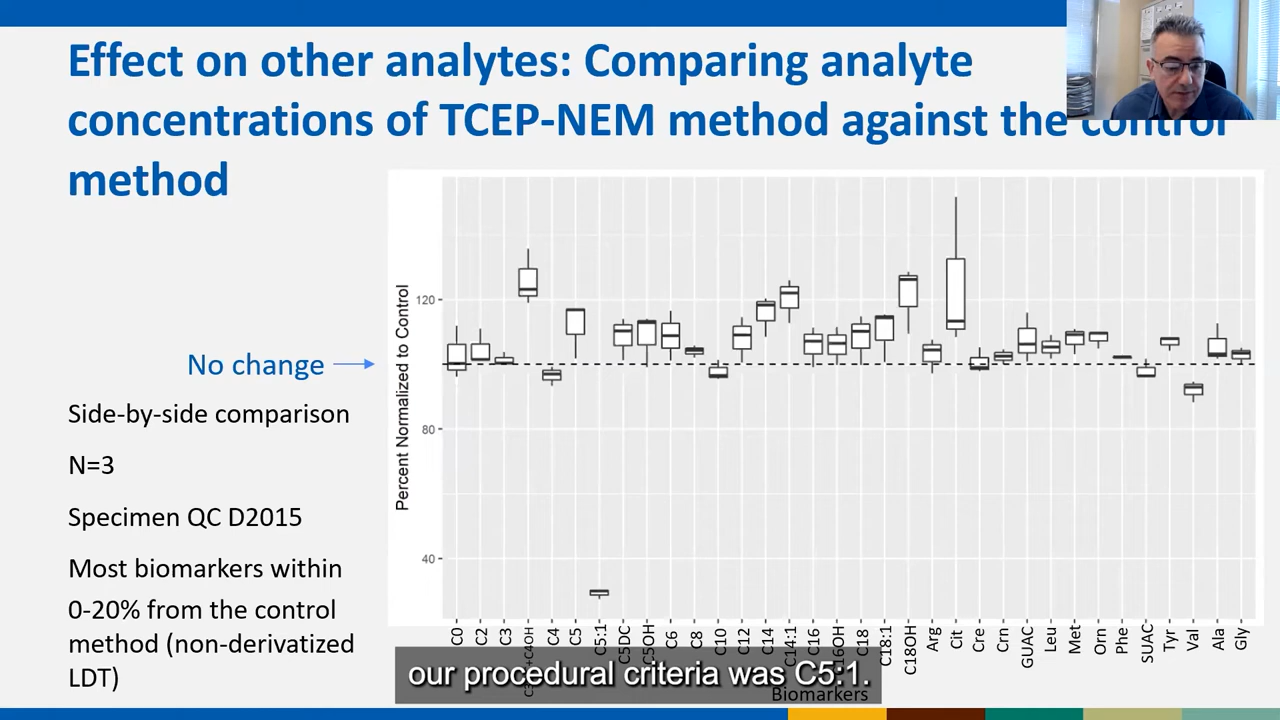 Effect on other analytes: Comparing analyte
concentrations of TCEP-NEM method against the control
method
No change
Side-by-side comparison
N=3
Specimen QC D2015
Most biomarkers within
0-20% from the control
method (non-derivatized
LDT)
Percent Normalized to Control
120
80
40
C0
C2
C3
C4
C5
C5:1
C5DC
C5OH
C6
C8
C10
C12
C14
C14:1
C16
C16OH
C18
C18:1
C18OH
Arg
Cit
Cre
Crn
GUAC
Leu
Met
Orn
Phe
SUAC
Tyr
Val
Ala
Gly
Biomarkers
our procedural criteria was C5:1.